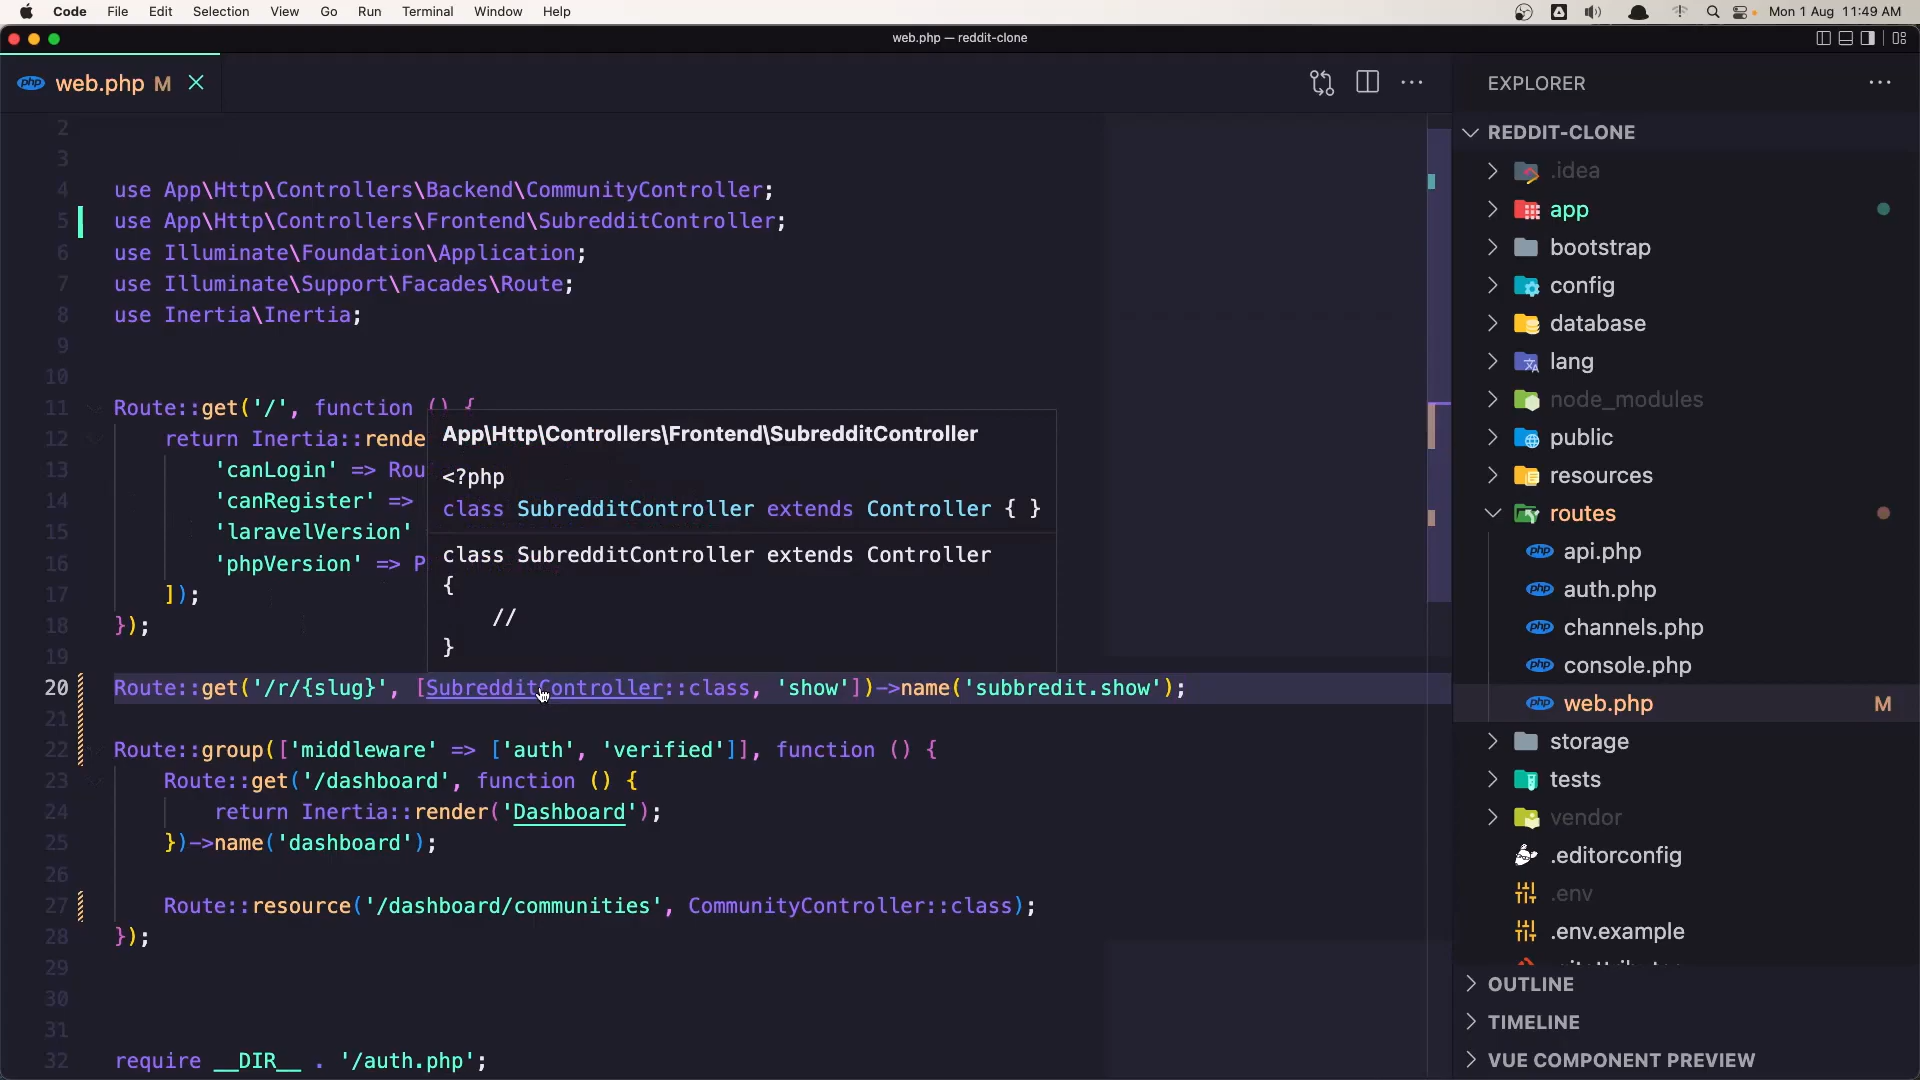 Code File Edit Selection View Go Run Terminal Window Help Mon 1 Aug 11:49 AM
web.php — reddit-clone
php web.php M
EXPLORER
REDDIT-CLONE
2
3
4 use App\Http\Controllers\Backend\CommunityController;
5 use App\Http\Controllers\Frontend\SubredditController;
6 use Illuminate\Foundation\Application;
7 use Illuminate\Support\Facades\Route;
8 use Inertia\Inertia;
9
10
11 Route::get('/', function () {
12 return Inertia::rende
13 'canLogin' => Rou
14 'canRegister' =>
15 'laravelVersion'
16 'phpVersion' => P
17 ]);
18 });
19
20 Route::get('/r/{slug}', [SubredditController::class, 'show'])->name('subbredit.show');
21
22 Route::group(['middleware' => ['auth', 'verified']], function () {
23 Route::get('/dashboard', function () {
24 return Inertia::render('Dashboard');
25 })->name('dashboard');
26
27 Route::resource('/dashboard/communities', CommunityController::class);
28 });
29
30
31
32 require __DIR__ . '/auth.php';
App\Http\Controllers\Frontend\SubredditController
<?php
class SubredditController extends Controller { }
class SubredditController extends Controller
{
//
}
.idea
app
bootstrap
config
database
lang
node_modules
public
resources
routes
php api.php
php auth.php
php channels.php
php console.php
php web.php M
storage
tests
vendor
.editorconfig
.env
.env.example
OUTLINE
TIMELINE
VUE COMPONENT PREVIEW